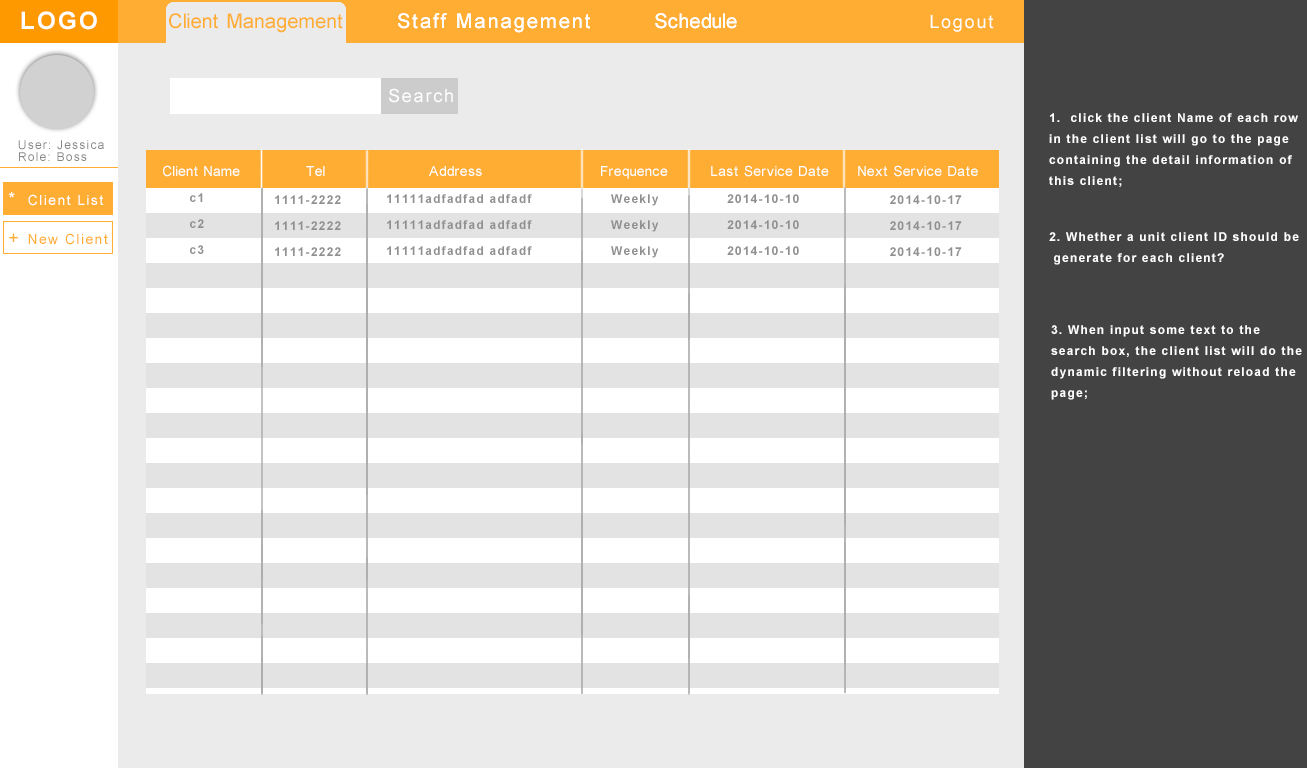 LOGO
Client Management
Staff Management
Schedule
Logout
User: Jessica
Role: Boss
* Client List
+ New Client
Search
Client Name Tel Address Frequence Last Service Date Next Service Date
c1 1111-2222 11111adfadfad adfadf Weekly 2014-10-10 2014-10-17
c2 1111-2222 11111adfadfad adfadf Weekly 2014-10-10 2014-10-17
c3 1111-2222 11111adfadfad adfadf Weekly 2014-10-10 2014-10-17
1. click the client Name of each row
in the client list will go to the page
containing the detail information of
this client;
2. Whether a unit client ID should be
generate for each client?
3. When input some text to the
search box, the client list will do the
dynamic filtering without reload the
page;